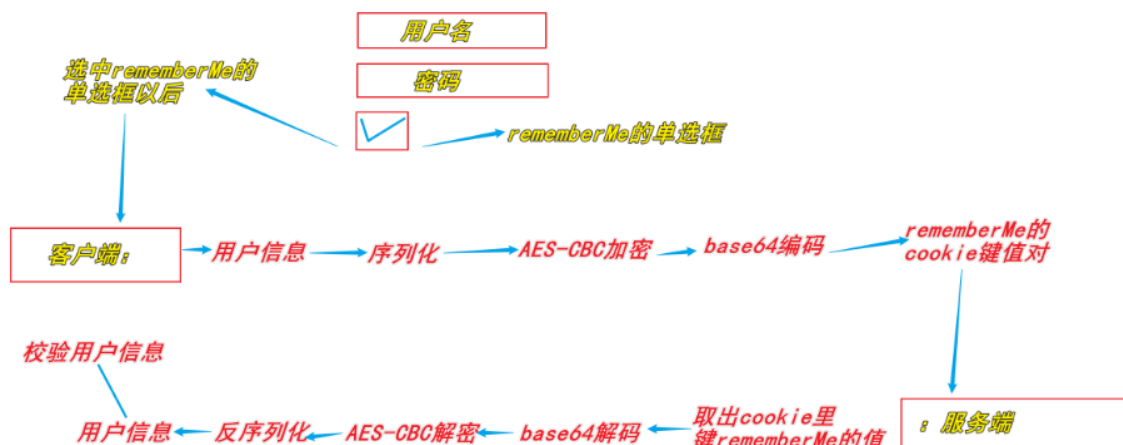 用户名
选中rememberMe的
单选框以后
密码
rememberMe的单选框
客户端：
用户信息
序列化
AES-CBC加密
base64编码
rememberMe的
cookie键值对
校验用户信息
用户信息
反序列化
AES-CBC解密
base64解码
取出cookie里
键rememberMe的值
：服务端